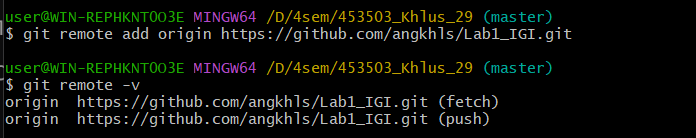 user@WIN-REPHKNTOO3E MINGW64 /D/4sem/453503_Khlus_29 (master)
$ git remote add origin https://github.com/angkhls/Lab1_IGI.git
user@WIN-REPHKNTOO3E MINGW64 /D/4sem/453503_Khlus_29 (master)
$ git remote -v
origin  https://github.com/angkhls/Lab1_IGI.git (fetch)
origin  https://github.com/angkhls/Lab1_IGI.git (push)